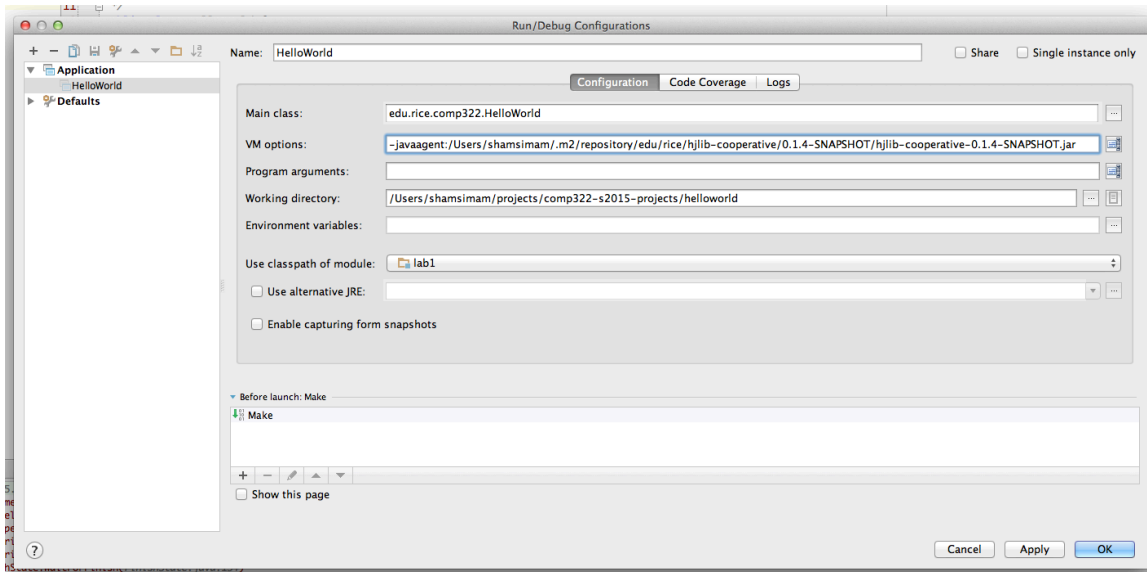 11
Run/Debug Configurations
Application
HelloWorld
Defaults
Name: HelloWorld
Share
Single instance only
Configuration Code Coverage Logs
Main class: edu.rice.comp322.HelloWorld
VM options: -javaagent:/Users/shamsimam/.m2/repository/edu/rice/hjlib-cooperative/0.1.4-SNAPSHOT/hjlib-cooperative-0.1.4-SNAPSHOT.jar
Program arguments:
Working directory: /Users/shamsimam/projects/comp322-s2015-projects/helloworld
Environment variables:
Use classpath of module: lab1
Use alternative JRE:
Enable capturing form snapshots
Before launch: Make
Make
Show this page
? Cancel Apply OK